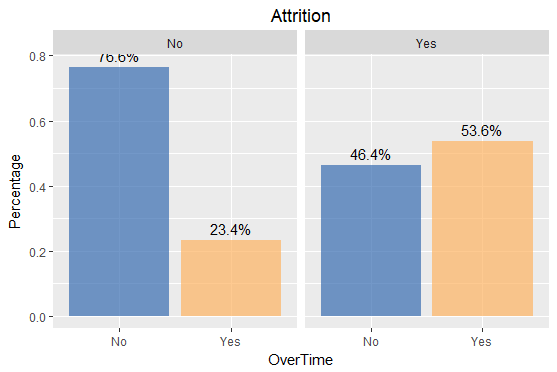 Attrition
No
Yes
Percentage
0.8
0.6
0.4
0.2
0.0
76.6%
23.4%
46.4%
53.6%
No
Yes
No
Yes
OverTime